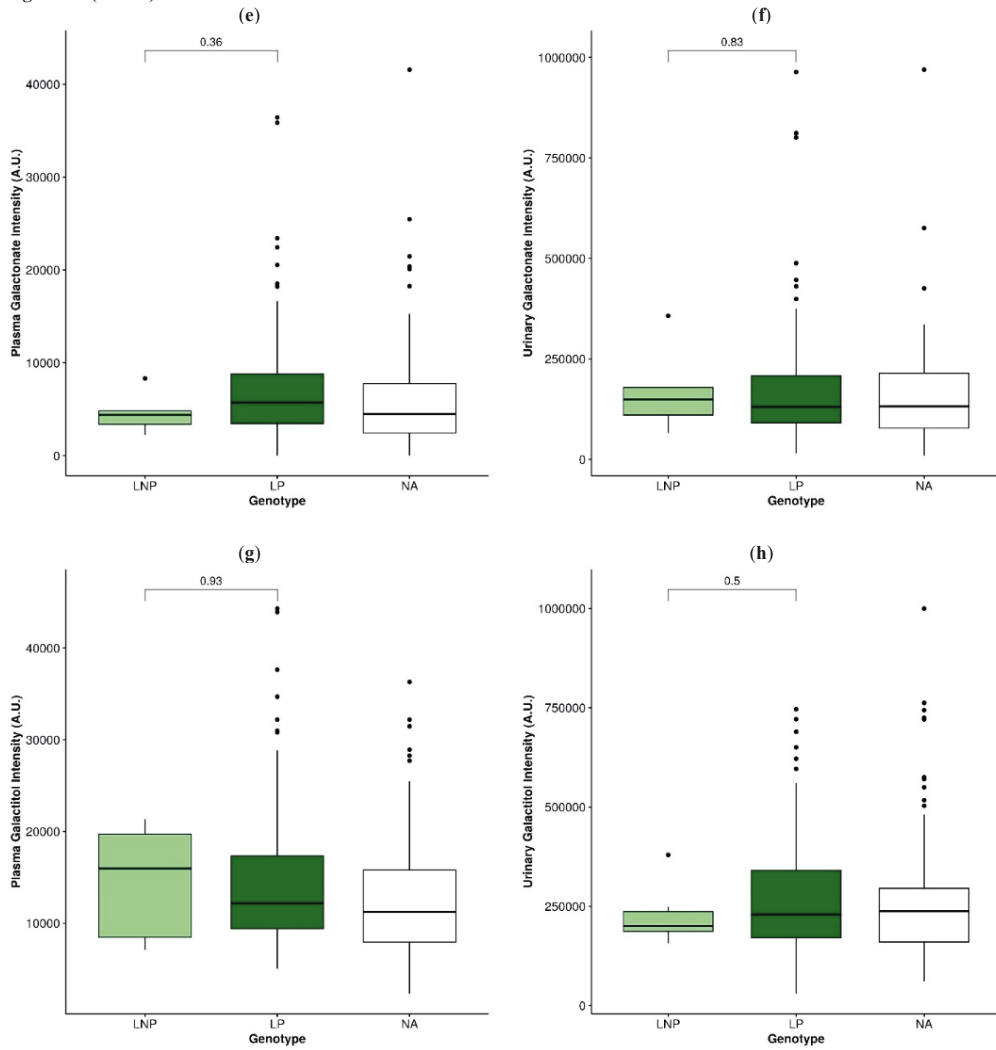 (e)
0.36
Plasma Galactonate Intensity (A.U.)
40000
30000
20000
10000
0
LNP LP NA
Genotype
(f)
0.83
Urinary Galactonate Intensity (A.U.)
1000000
750000
500000
250000
0
LNP LP NA
Genotype
(g)
0.93
Plasma Galactitol Intensity (A.U.)
40000
30000
20000
10000
LNP LP NA
Genotype
(h)
0.5
Urinary Galactitol Intensity (A.U.)
1000000
750000
500000
250000
0
LNP LP NA
Genotype